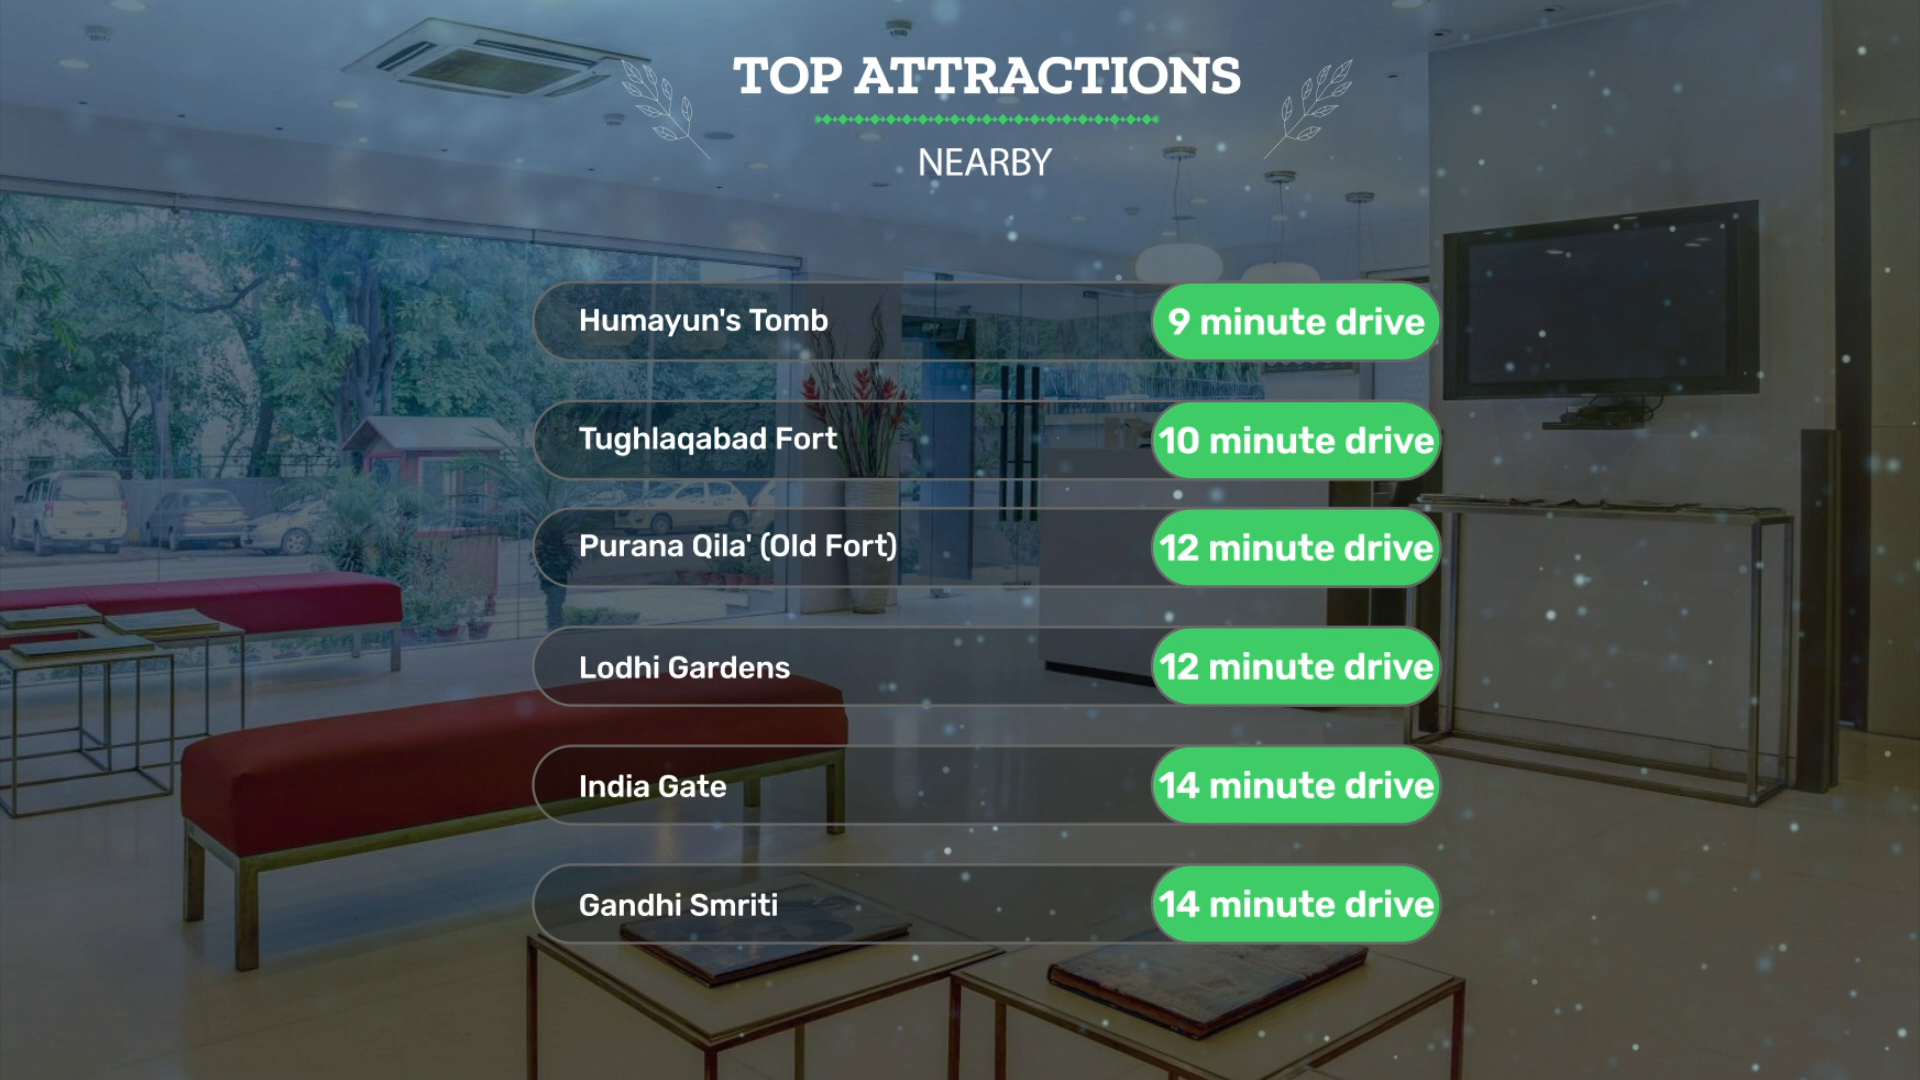 TOP ATTRACTIONS
NEARBY
Humayun's Tomb 9 minute drive
Tughlaqabad Fort 10 minute drive
Purana Qila' (Old Fort) 12 minute drive
Lodhi Gardens 12 minute drive
India Gate 14 minute drive
Gandhi Smriti 14 minute drive